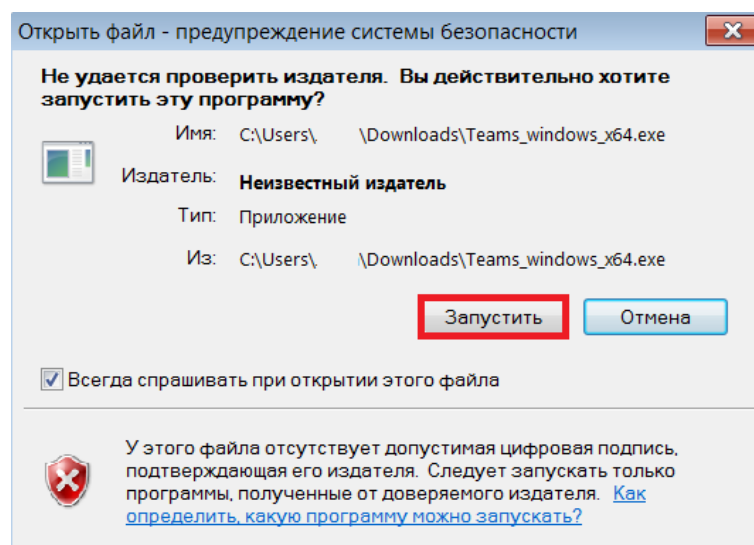 Открыть файл - предупреждение системы безопасности
Не удается проверить издателя. Вы действительно хотите
запустить эту программу?
Имя: C:\Users\. \Downloads\Teams_windows_x64.exe
Издатель: Неизвестный издатель
Тип: Приложение
Из: C:\Users\. \Downloads\Teams_windows_x64.exe
Запустить Отмена
Всегда спрашивать при открытии этого файла
У этого файла отсутствует допустимая цифровая подпись,
подтверждающая его издателя. Следует запускать только
программы, полученные от доверяемого издателя. Как
определить, какую программу можно запускать?